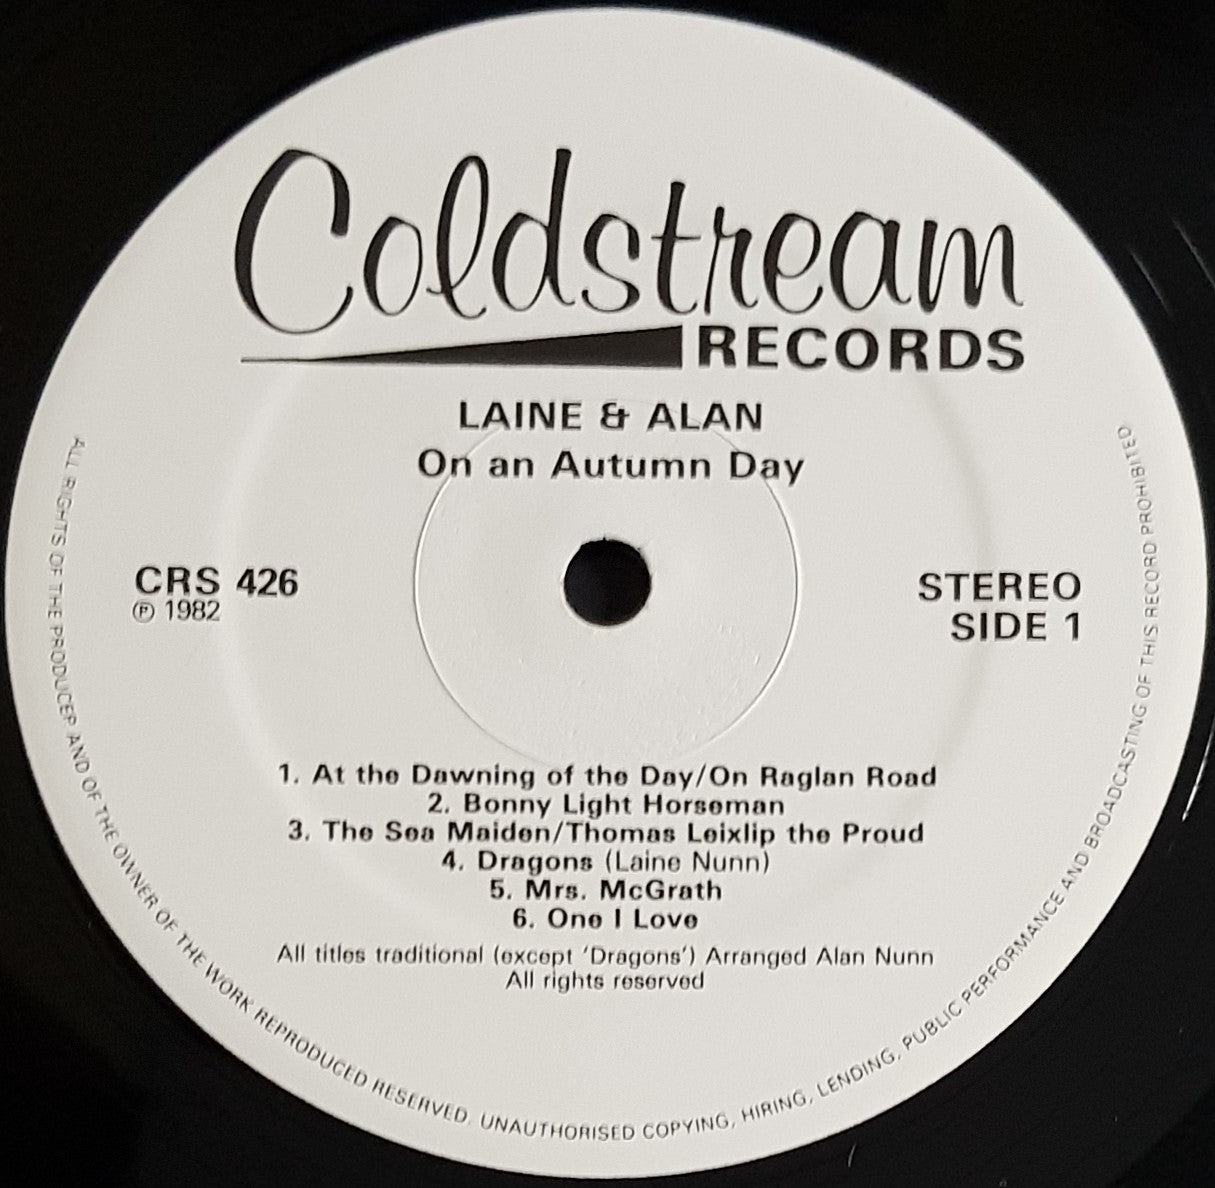 Coldstream
RECORDS
LAINE & ALAN
On an Autumn Day
CRS 426
℗ 1982
STEREO
SIDE 1
1. At the Dawning of the Day/On Raglan Road
2. Bonny Light Horseman
3. The Sea Maiden/Thomas Leixlip the Proud
4. Dragons (Laine Nunn)
5. Mrs. McGrath
6. One I Love
All titles traditional (except 'Dragons') Arranged Alan Nunn
All rights reserved
ALL RIGHTS OF THE PRODUCER AND OF THE OWNER OF THE WORK REPRODUCED RESERVED. UNAUTHORISED COPYING, HIRING, LENDING, PUBLIC PERFORMANCE AND BROADCASTING OF THIS RECORD PROHIBITED